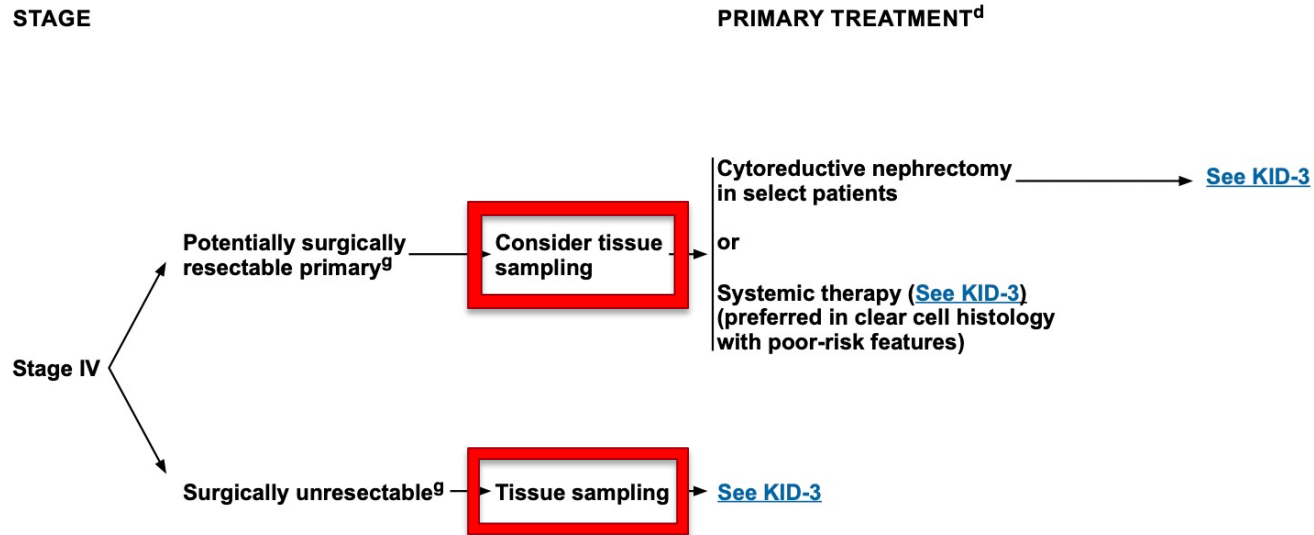 STAGE
PRIMARY TREATMENTd
Cytoreductive nephrectomy
in select patients
See KID-3
Potentially surgically
resectable primaryg
Consider tissue
sampling
or
Systemic therapy (See KID-3)
(preferred in clear cell histology
with poor-risk features)
Stage IV
Surgically unresectableg
Tissue sampling
See KID-3